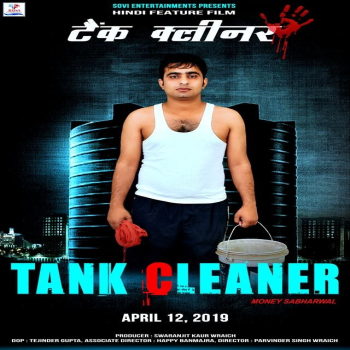 SOVI ENTERTAINMENTS PRESENTS
HINDI FEATURE FILM
टैंक क्लीनर
TANK CLEANER
MONEY SABHARWAL
APRIL 12, 2019
PRODUCER : SWARANJIT KAUR WRAICH
DOP : TEJINDER GUPTA, ASSOCIATE DIRECTOR : HAPPY RANMAJRA, DIRECTOR : PARVINDER SINGH WRAICH